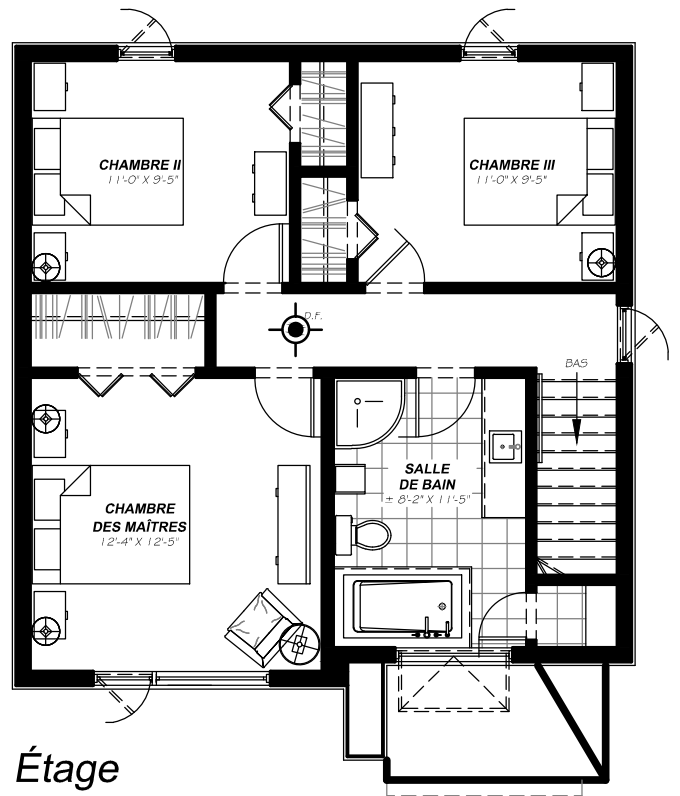 CHAMBRE II
11'-0" X 9'-5"
CHAMBRE III
11'-0" X 9'-5"
D.F.
BAS
SALLE
DE BAIN
± 8'-2" X 11'-5"
CHAMBRE
DES MAÎTRES
12'-4" X 12'-5"
Étage